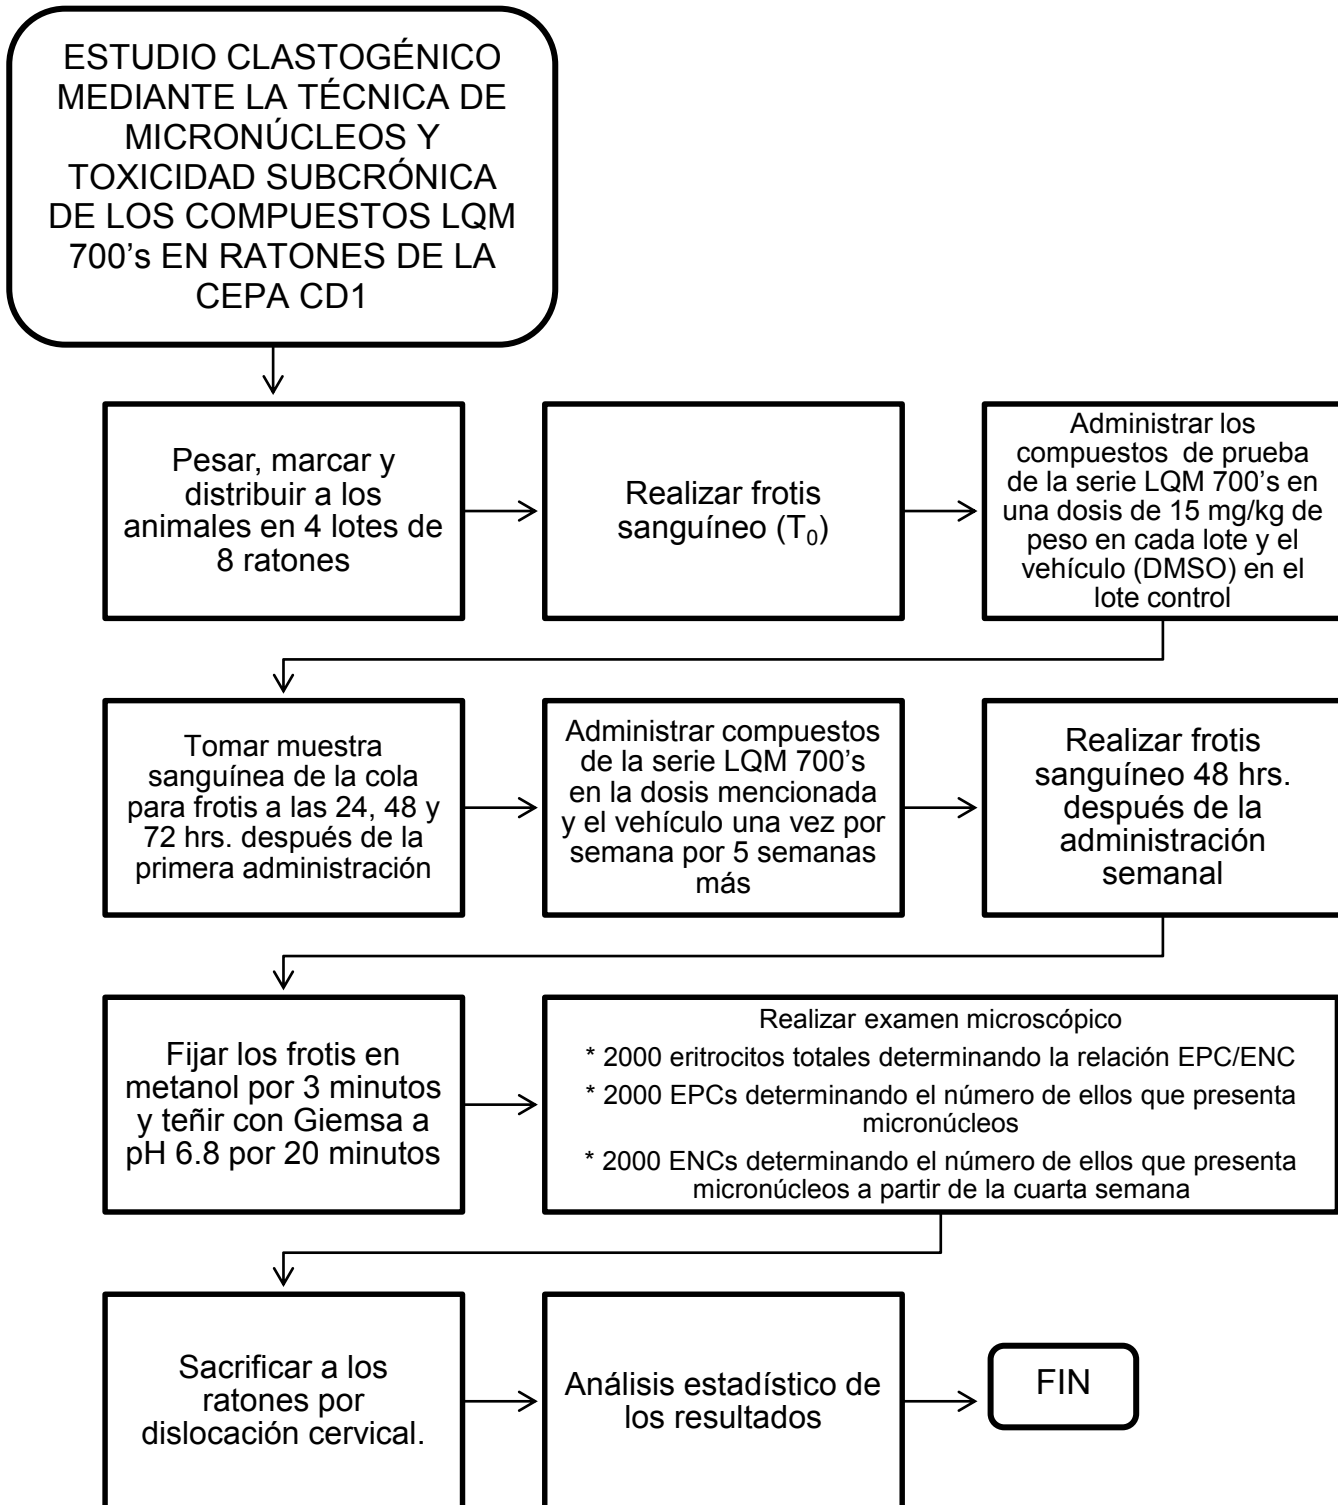 ESTUDIO CLASTOGÉNICO
MEDIANTE LA TÉCNICA DE
MICRONÚCLEOS Y
TOXICIDAD SUBCRÓNICA
DE LOS COMPUESTOS LQM
700’s EN RATONES DE LA
CEPA CD1
Pesar, marcar y
distribuir a los
animales en 4 lotes de
8 ratones
Realizar frotis
sanguíneo (T₀)
Administrar los
compuestos de prueba
de la serie LQM 700’s en
una dosis de 15 mg/kg de
peso en cada lote y el
vehículo (DMSO) en el
lote control
Tomar muestra
sanguínea de la cola
para frotis a las 24, 48 y
72 hrs. después de la
primera administración
Administrar compuestos
de la serie LQM 700’s
en la dosis mencionada
y el vehículo una vez por
semana por 5 semanas
más
Realizar frotis
sanguíneo 48 hrs.
después de la
administración
semanal
Fijar los frotis en
metanol por 3 minutos
y teñir con Giemsa a
pH 6.8 por 20 minutos
Realizar examen microscópico
* 2000 eritrocitos totales determinando la relación EPC/ENC
* 2000 EPCs determinando el número de ellos que presenta
micronúcleos
* 2000 ENCs determinando el número de ellos que presenta
micronúcleos a partir de la cuarta semana
Sacrificar a los
ratones por
dislocación cervical.
Análisis estadístico de
los resultados
FIN